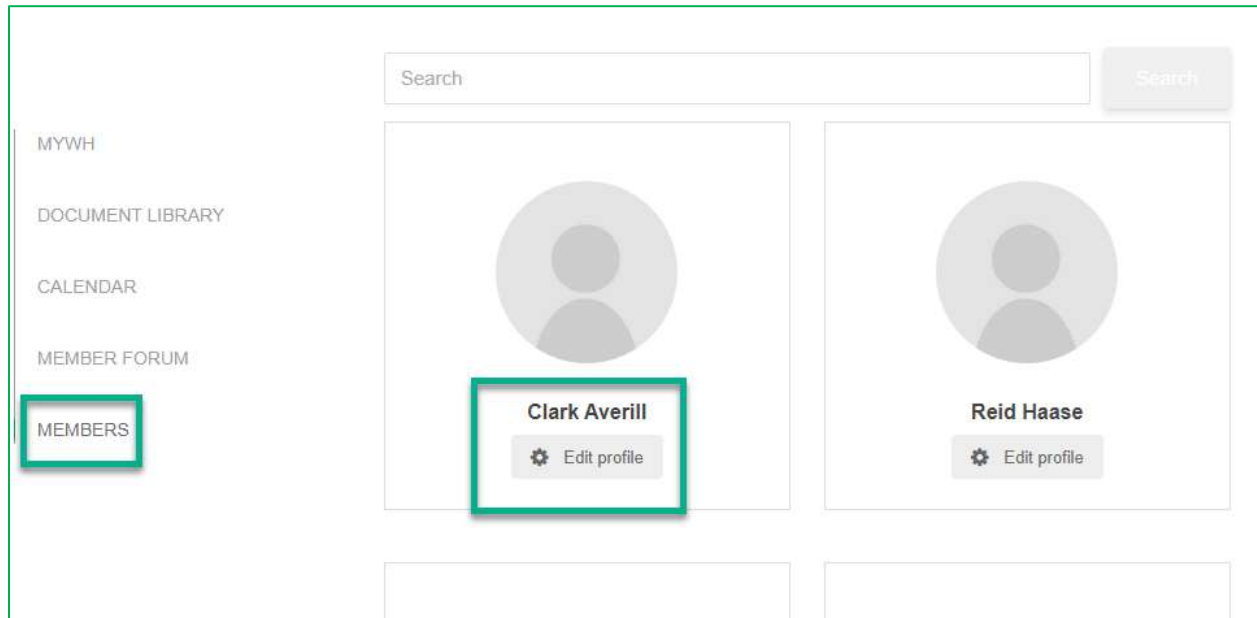 Search
Search
MYWH
DOCUMENT LIBRARY
CALENDAR
MEMBER FORUM
MEMBERS
Clark Averill
Edit profile
Reid Haase
Edit profile